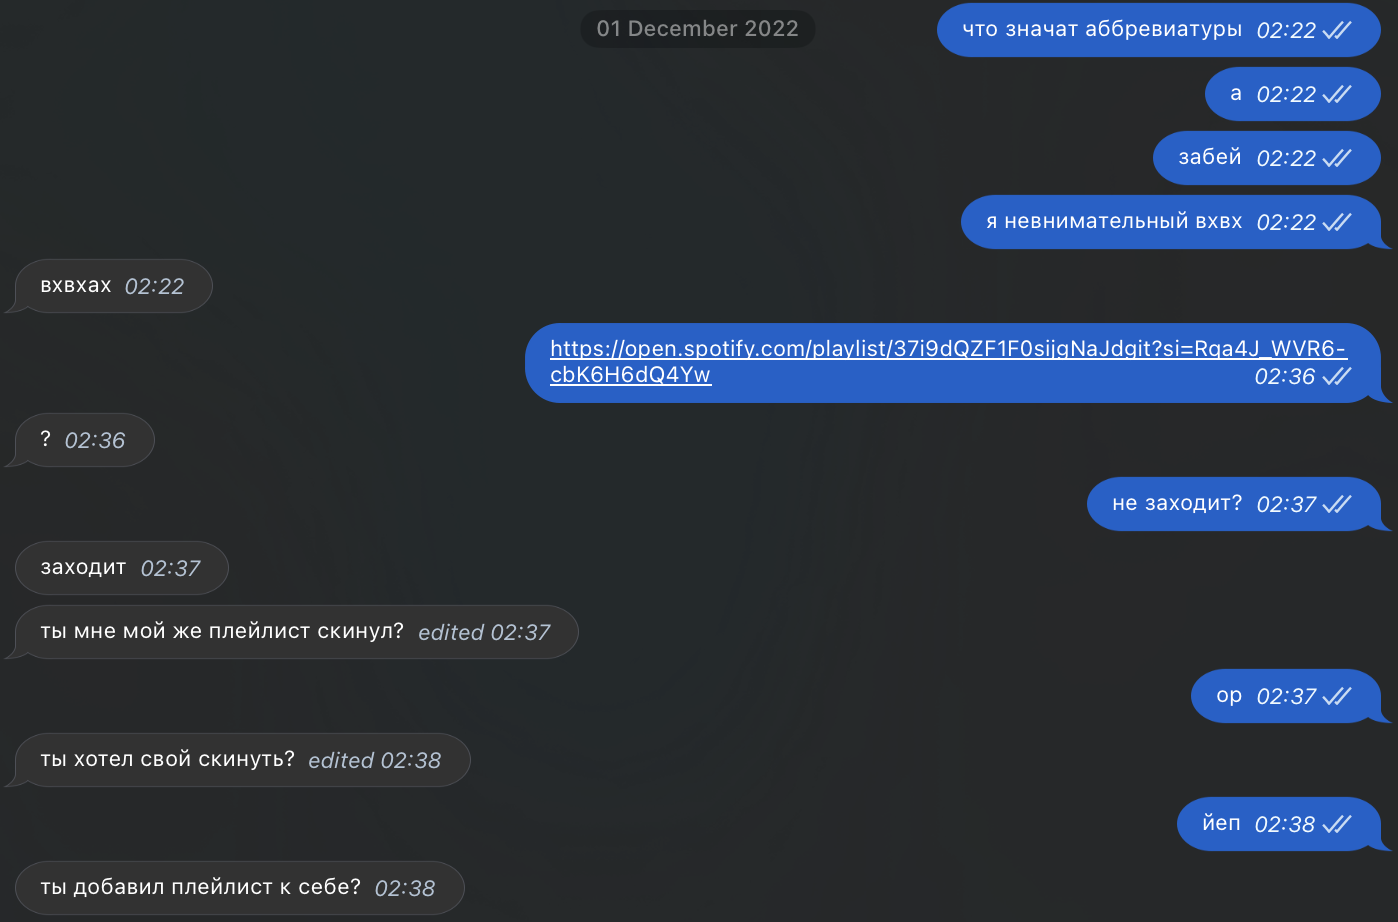 01 December 2022
что значат аббревиатуры 02:22
а 02:22
забей 02:22
я невнимательный вхвх 02:22
вхвхах 02:22
https://open.spotify.com/playlist/37i9dQZF1F0sijgNaJdgit?si=Rqa4J_WVR6-
cbK6H6dQ4Yw 02:36
? 02:36
не заходит? 02:37
заходит 02:37
ты мне мой же плейлист скинул? edited 02:37
ор 02:37
ты хотел свой скинуть? edited 02:38
йеп 02:38
ты добавил плейлист к себе? 02:38